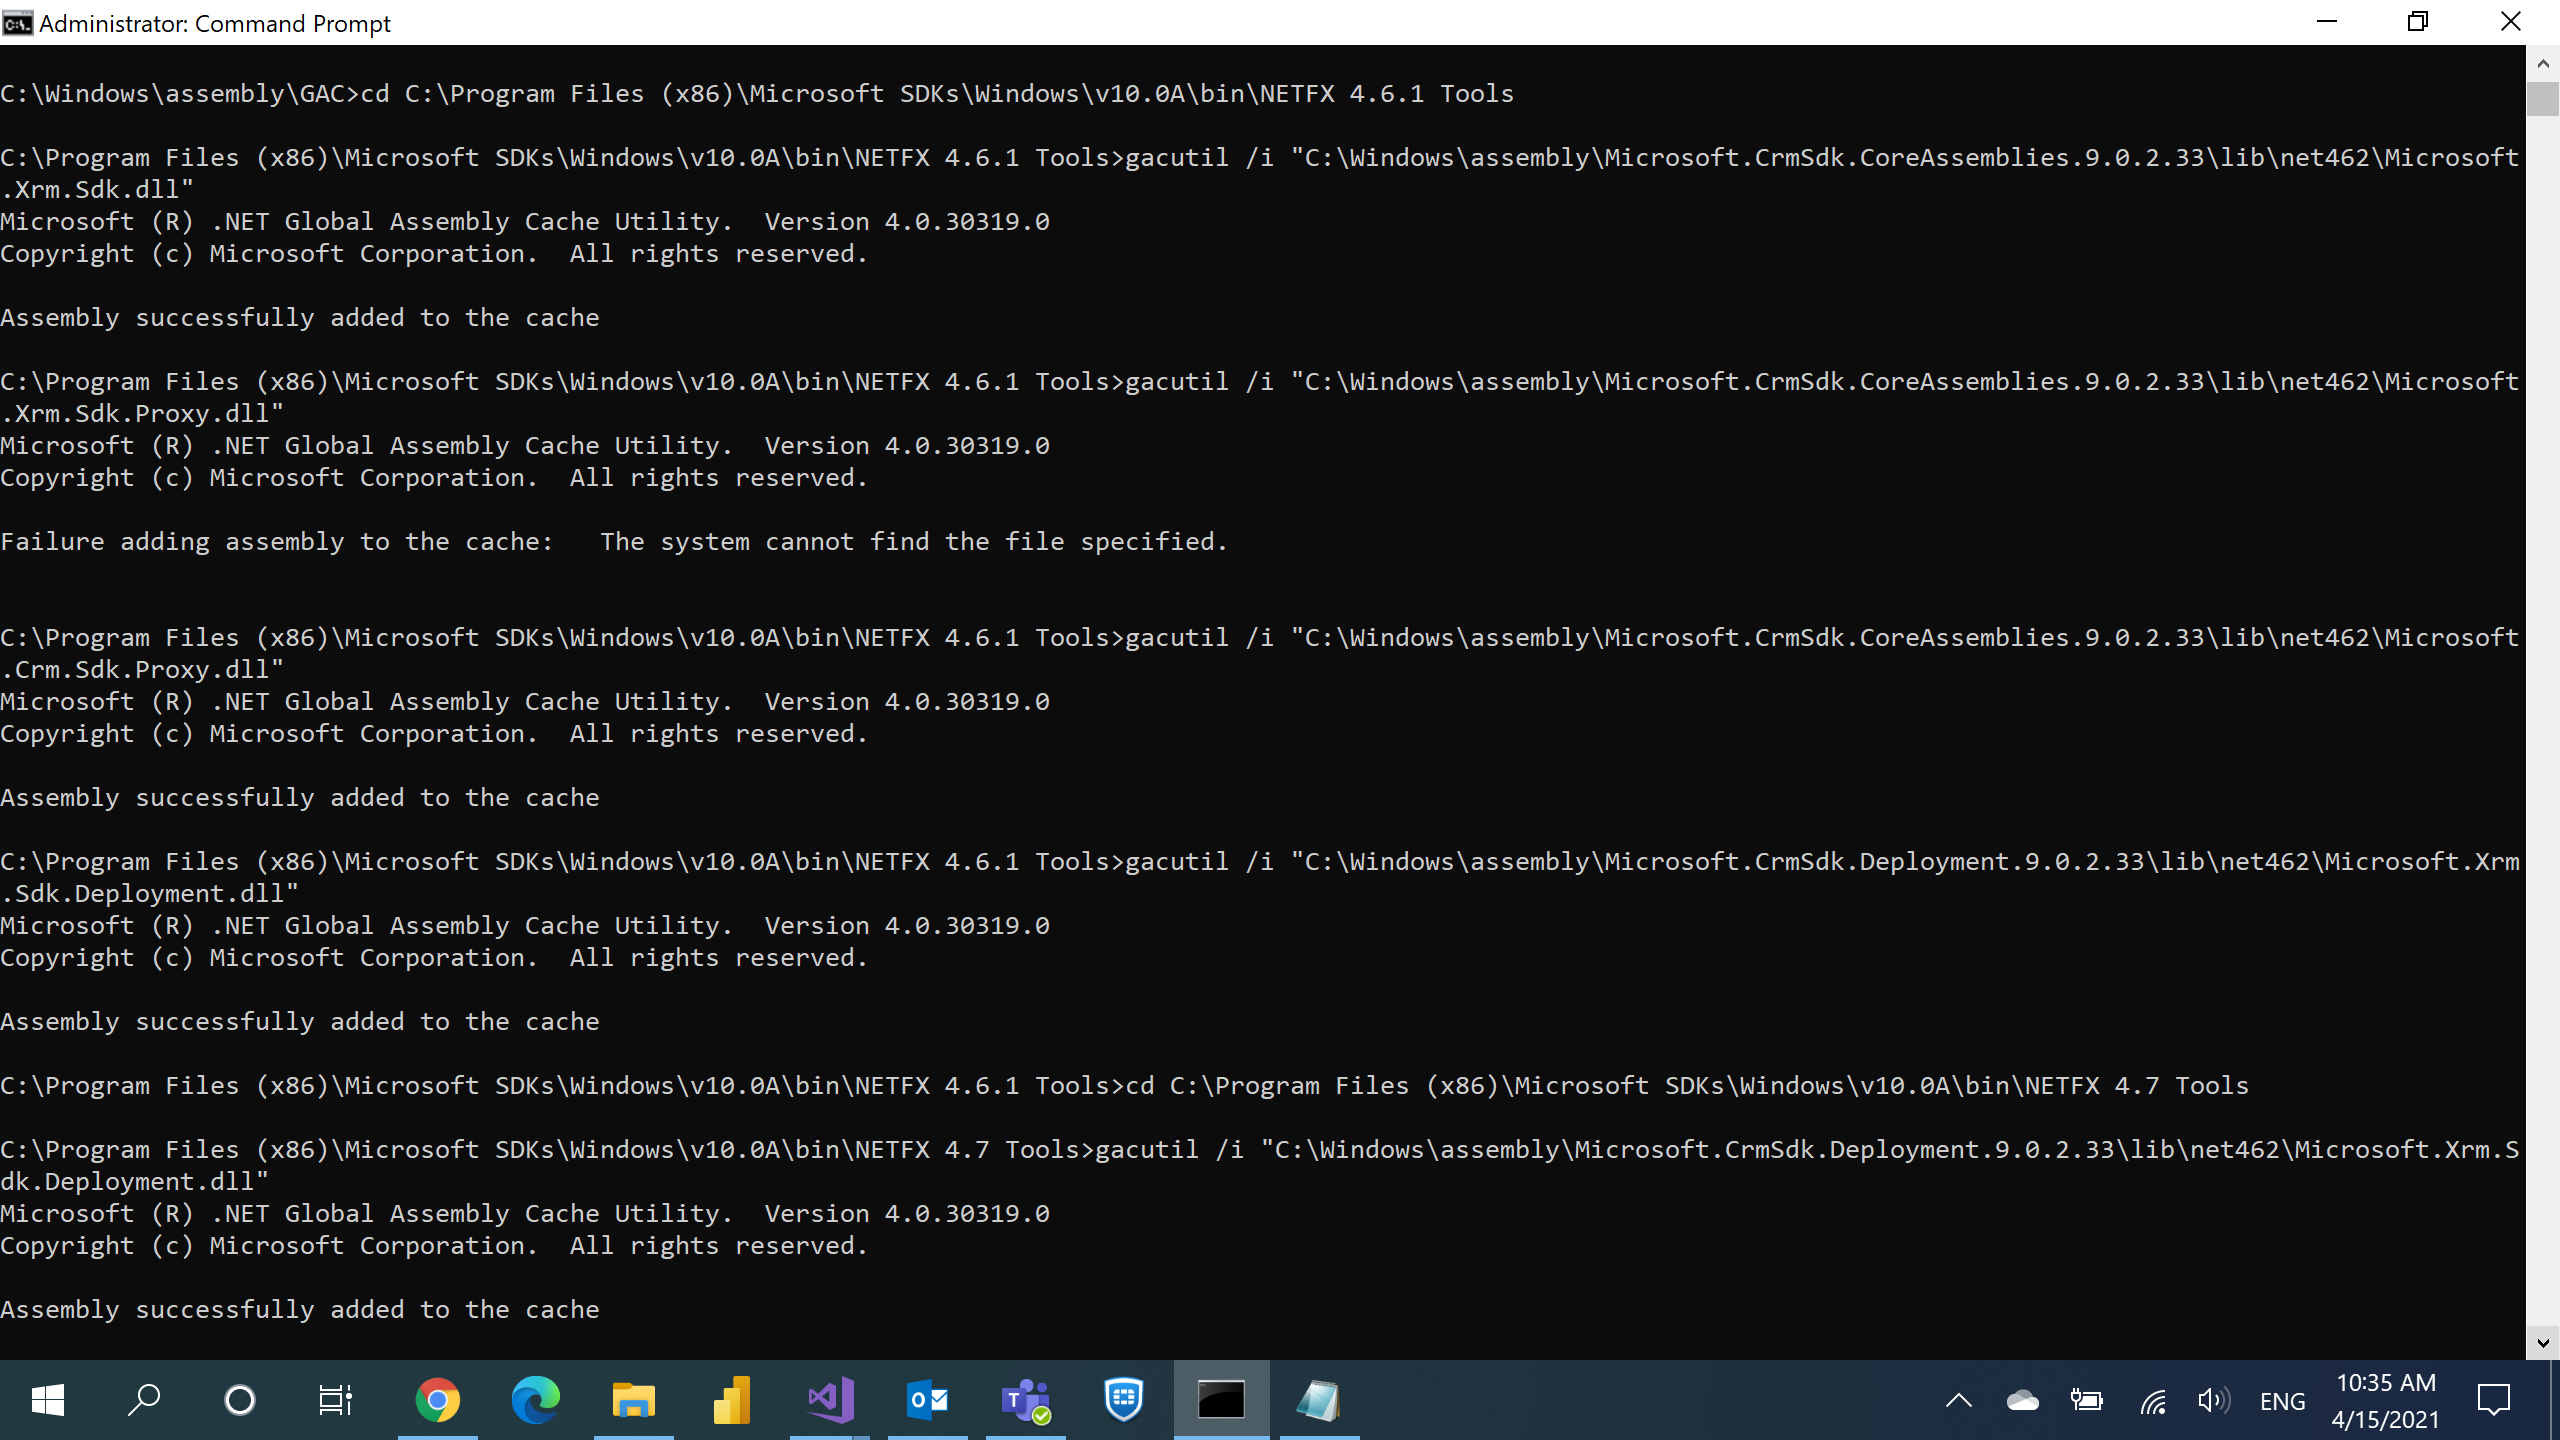 Administrator: Command Prompt
C:\Windows\assembly\GAC>cd C:\Program Files (x86)\Microsoft SDKs\Windows\v10.0A\bin\NETFX 4.6.1 Tools
C:\Program Files (x86)\Microsoft SDKs\Windows\v10.0A\bin\NETFX 4.6.1 Tools>gacutil /i "C:\Windows\assembly\Microsoft.CrmSdk.CoreAssemblies.9.0.2.33\lib\net462\Microsoft
.Xrm.Sdk.dll"
Microsoft (R) .NET Global Assembly Cache Utility.  Version 4.0.30319.0
Copyright (c) Microsoft Corporation.  All rights reserved.
Assembly successfully added to the cache
C:\Program Files (x86)\Microsoft SDKs\Windows\v10.0A\bin\NETFX 4.6.1 Tools>gacutil /i "C:\Windows\assembly\Microsoft.CrmSdk.CoreAssemblies.9.0.2.33\lib\net462\Microsoft
.Xrm.Sdk.Proxy.dll"
Microsoft (R) .NET Global Assembly Cache Utility.  Version 4.0.30319.0
Copyright (c) Microsoft Corporation.  All rights reserved.
Failure adding assembly to the cache:   The system cannot find the file specified.
C:\Program Files (x86)\Microsoft SDKs\Windows\v10.0A\bin\NETFX 4.6.1 Tools>gacutil /i "C:\Windows\assembly\Microsoft.CrmSdk.CoreAssemblies.9.0.2.33\lib\net462\Microsoft
.Crm.Sdk.Proxy.dll"
Microsoft (R) .NET Global Assembly Cache Utility.  Version 4.0.30319.0
Copyright (c) Microsoft Corporation.  All rights reserved.
Assembly successfully added to the cache
C:\Program Files (x86)\Microsoft SDKs\Windows\v10.0A\bin\NETFX 4.6.1 Tools>gacutil /i "C:\Windows\assembly\Microsoft.CrmSdk.Deployment.9.0.2.33\lib\net462\Microsoft.Xrm
.Sdk.Deployment.dll"
Microsoft (R) .NET Global Assembly Cache Utility.  Version 4.0.30319.0
Copyright (c) Microsoft Corporation.  All rights reserved.
Assembly successfully added to the cache
C:\Program Files (x86)\Microsoft SDKs\Windows\v10.0A\bin\NETFX 4.6.1 Tools>cd C:\Program Files (x86)\Microsoft SDKs\Windows\v10.0A\bin\NETFX 4.7 Tools
C:\Program Files (x86)\Microsoft SDKs\Windows\v10.0A\bin\NETFX 4.7 Tools>gacutil /i "C:\Windows\assembly\Microsoft.CrmSdk.Deployment.9.0.2.33\lib\net462\Microsoft.Xrm.S
dk.Deployment.dll"
Microsoft (R) .NET Global Assembly Cache Utility.  Version 4.0.30319.0
Copyright (c) Microsoft Corporation.  All rights reserved.
Assembly successfully added to the cache
ENG
10:35 AM
4/15/2021